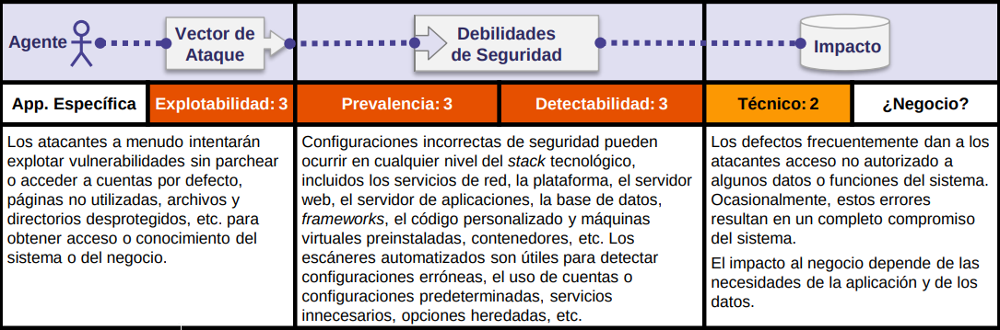 Agente
Vector de
Ataque
Debilidades
de Seguridad
Impacto
App. Específica
Explotabilidad: 3
Prevalencia: 3
Detectabilidad: 3
Técnico: 2
¿Negocio?
Los atacantes a menudo intentarán
explotar vulnerabilidades sin parchear
o acceder a cuentas por defecto,
páginas no utilizadas, archivos y
directorios desprotegidos, etc. para
obtener acceso o conocimiento del
sistema o del negocio.
Configuraciones incorrectas de seguridad pueden
ocurrir en cualquier nivel del stack tecnológico,
incluidos los servicios de red, la plataforma, el servidor
web, el servidor de aplicaciones, la base de datos,
frameworks, el código personalizado y máquinas
virtuales preinstaladas, contenedores, etc. Los
escáneres automatizados son útiles para detectar
configuraciones erróneas, el uso de cuentas o
configuraciones predeterminadas, servicios
innecesarios, opciones heredadas, etc.
Los defectos frecuentemente dan a los
atacantes acceso no autorizado a
algunos datos o funciones del sistema.
Ocasionalmente, estos errores
resultan en un completo compromiso
del sistema.
El impacto al negocio depende de las
necesidades de la aplicación y de los
datos.